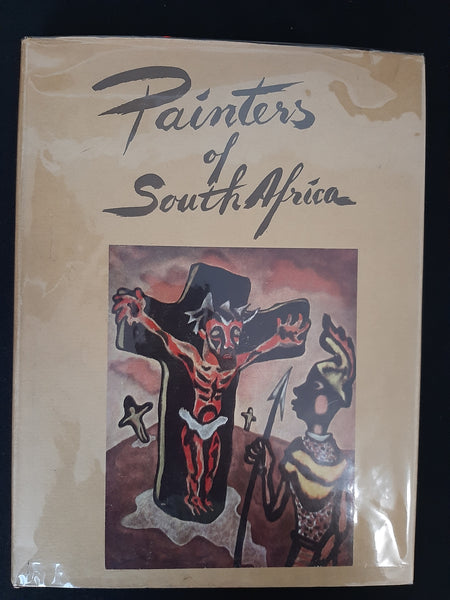 Painters
of
South Africa